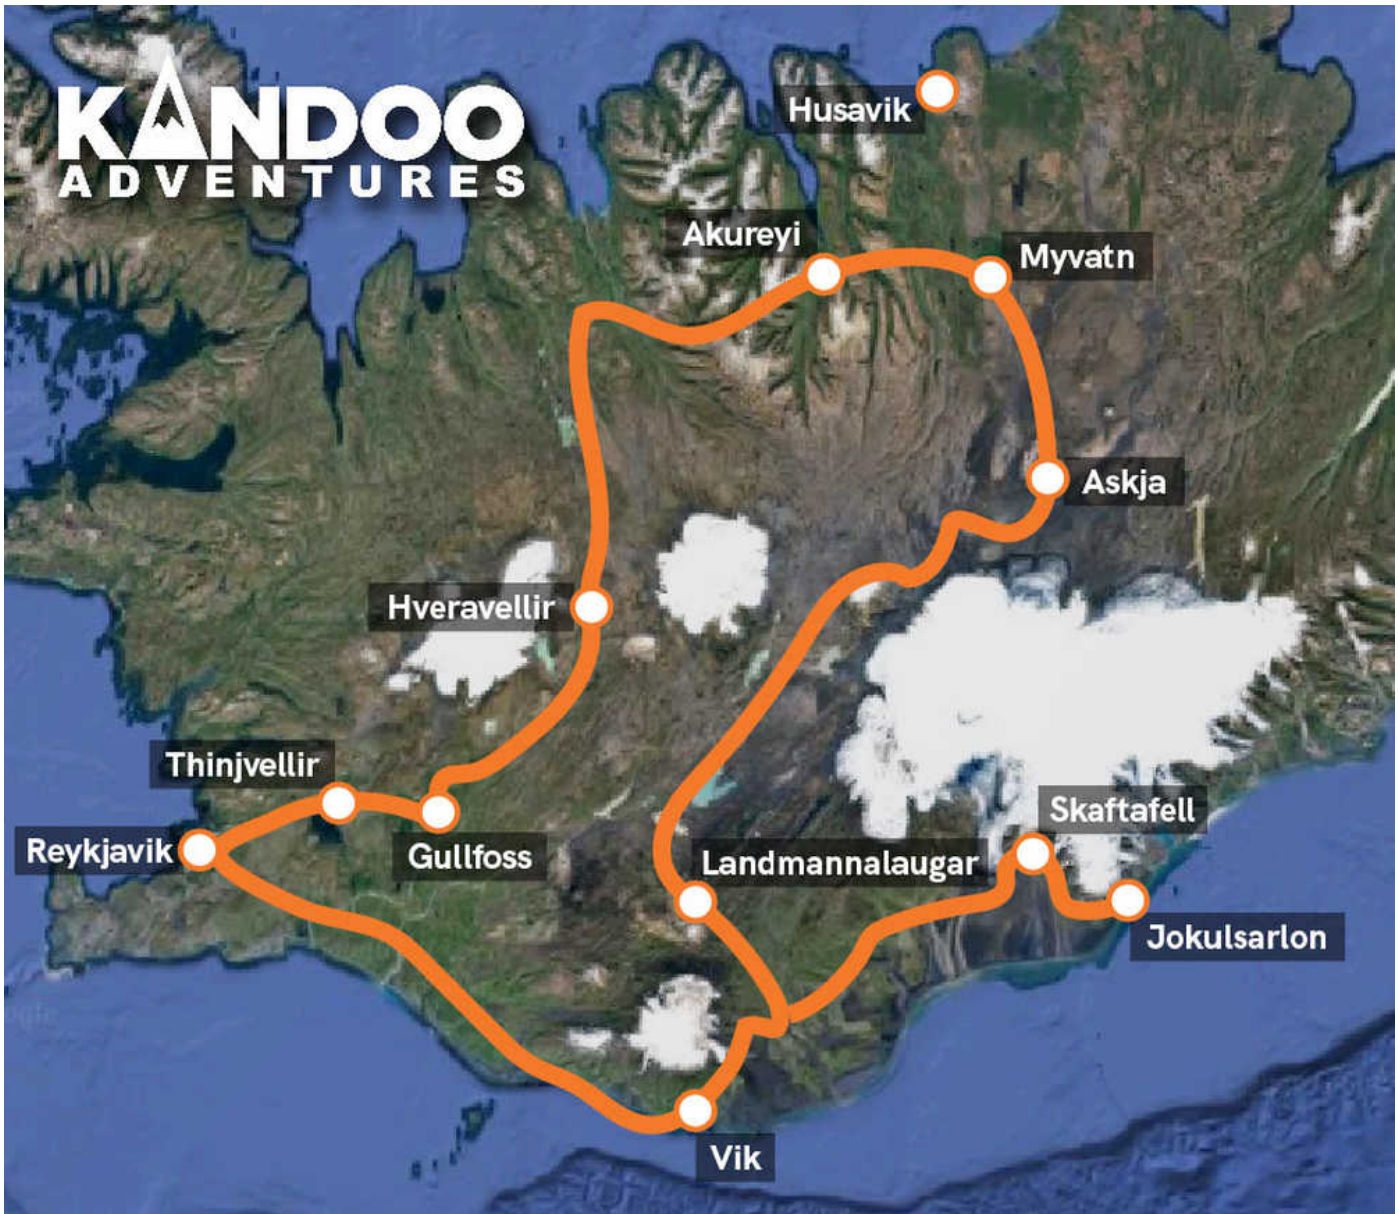 KANDOO
ADVENTURES
Husavik
Akureyi
Myvatn
Askja
Hveravellir
Thinjvellir
Skaftafell
Reykjavik
Gullfoss
Landmannalaugar
Jokulsarlon
Vik